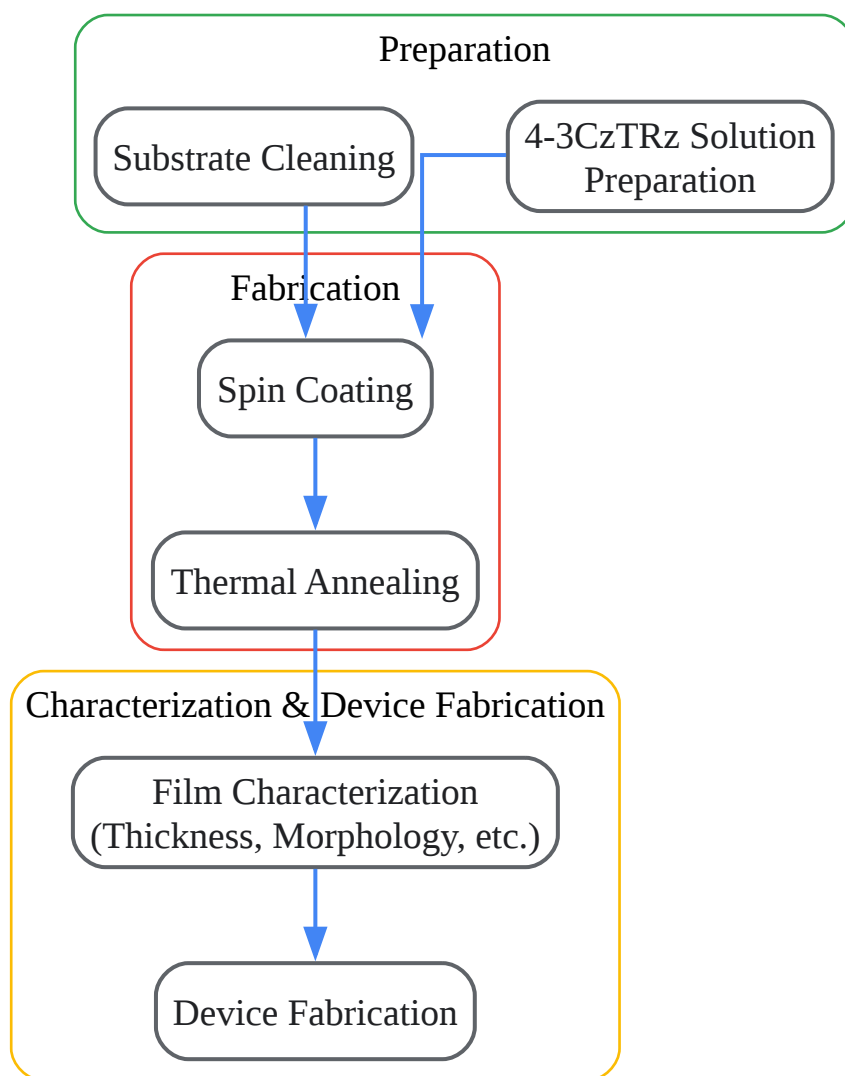 Preparation
Substrate Cleaning
4-3CzTRz Solution
Preparation
Fabrication
Spin Coating
Thermal Annealing
Characterization & Device Fabrication
Film Characterization
(Thickness, Morphology, etc.)
Device Fabrication